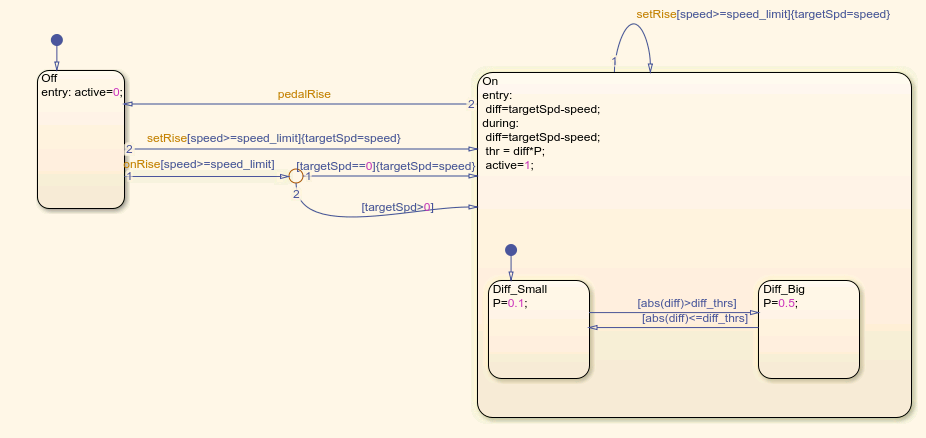 setRise[speed>=speed_limit]{targetSpd=speed}
1
Off
entry: active=0;
On
entry:
diff=targetSpd-speed;
during:
diff=targetSpd-speed;
thr = diff*P;
active=1;
pedalRise
2
setRise[speed>=speed_limit]{targetSpd=speed}
2
onRise[speed>=speed_limit]
1
[targetSpd==0]{targetSpd=speed}
1
2
[targetSpd>0]
Diff_Small
P=0.1;
[abs(diff)>diff_thrs]
[abs(diff)<=diff_thrs]
Diff_Big
P=0.5;